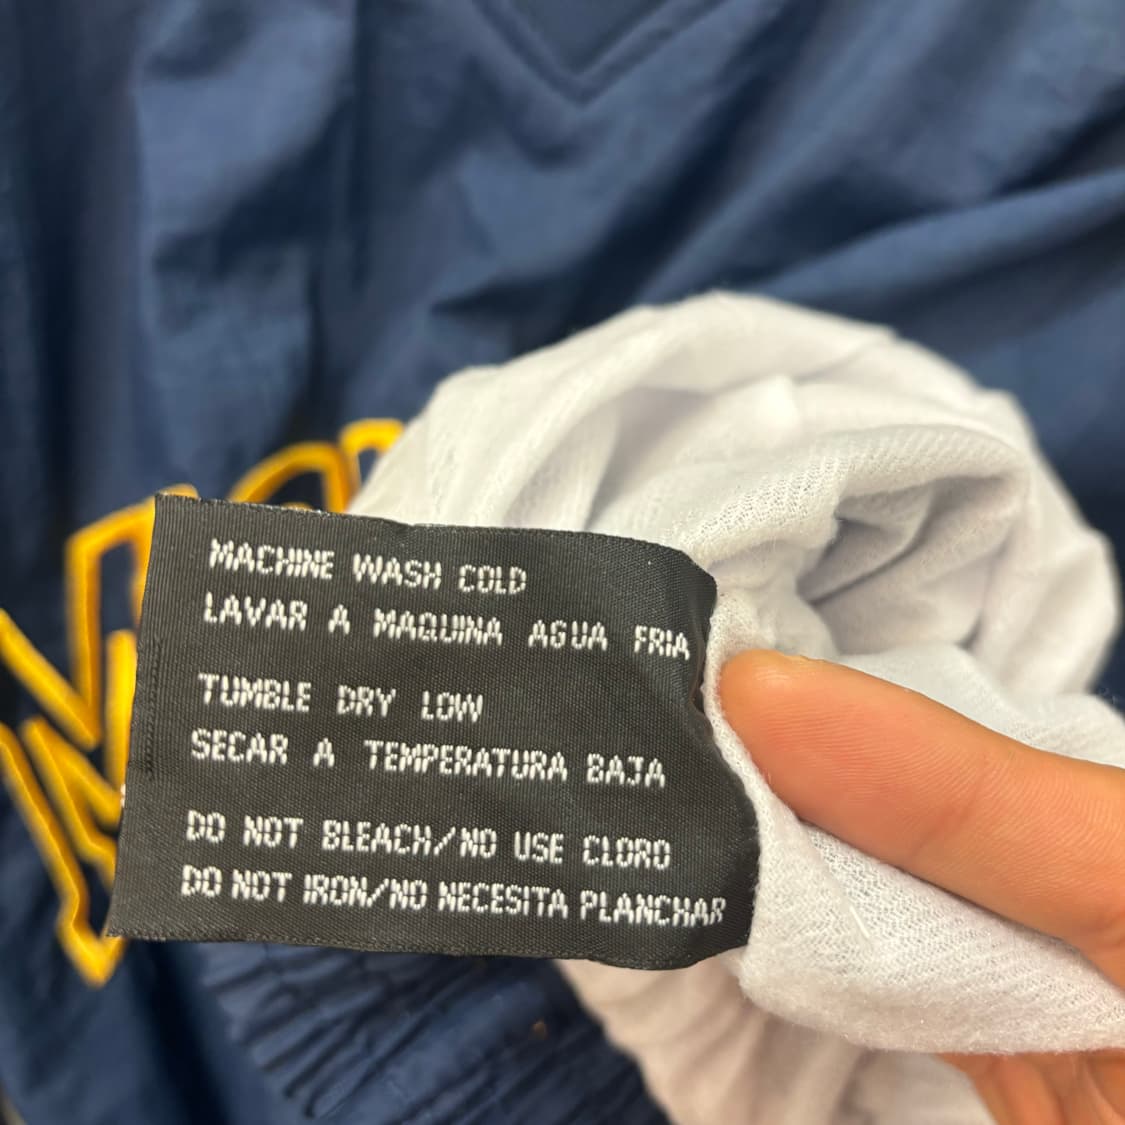 MACHINE WASH COLD
LAVAR A MAQUINA AGUA FRIA
TUMBLE DRY LOW
SECAR A TEMPERATURA BAJA
DO NOT BLEACH/NO USE CLORO
DO NOT IRON/NO NECESITA PLANCHAR